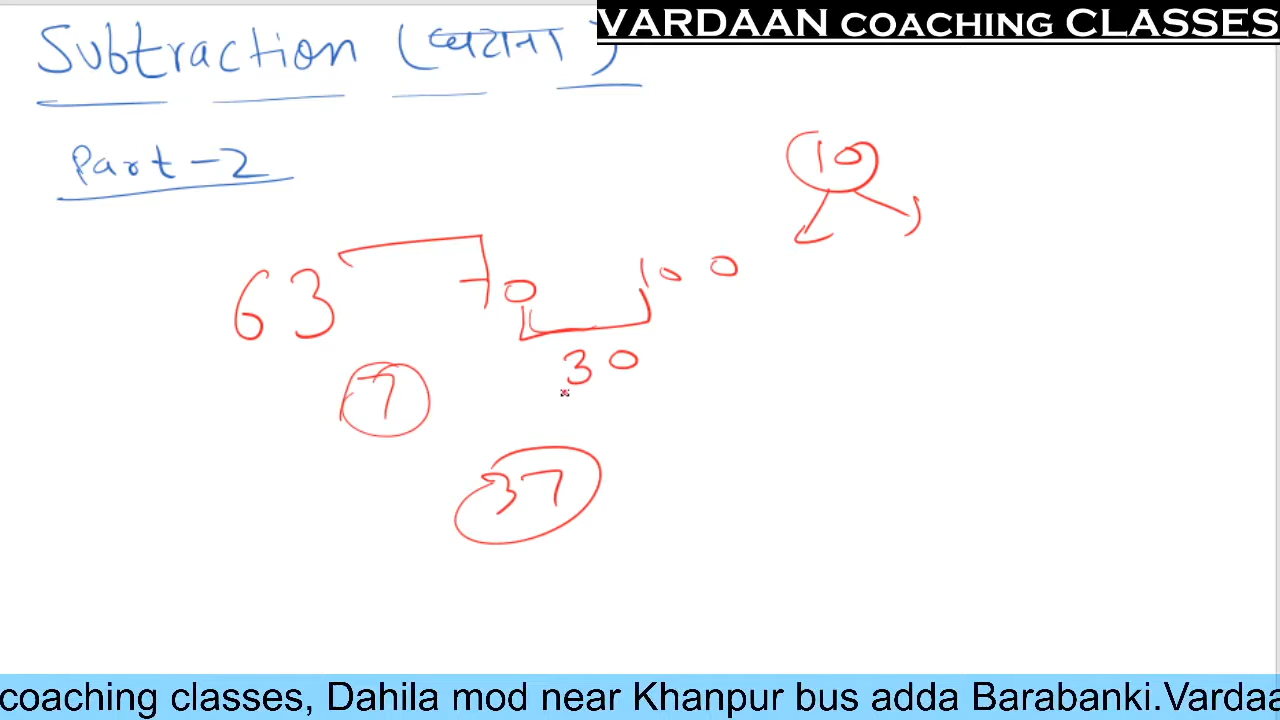 VARDAAN COACHING CLASSES
Subtraction (घटाना)
Part-2
10
63 70 100 0
30
7
37
coaching classes, Dahila mod near Khanpur bus adda Barabanki.Vardaa